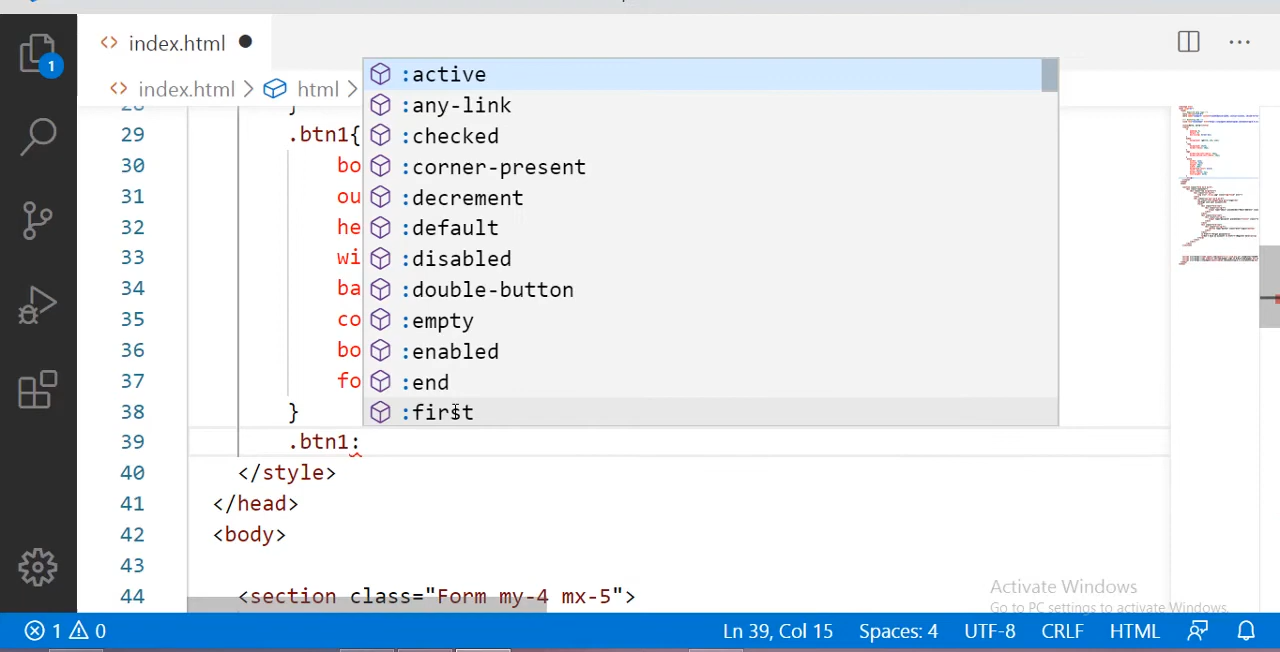 index.html
1
index.html > html >
:active
:any-link
:checked
:corner-present
:decrement
:default
:disabled
:double-button
:empty
:enabled
:end
:first
28 }
29 .btn1{
30 bo
31 ou
32 he
33 wi
34 ba
35 co
36 bo
37 fo
38 }
39 .btn1:
40 </style>
41 </head>
42 <body>
43
44 <section class="Form my-4 mx-5">
Activate Windows
Go to PC settings to activate Windows.
1 0 Ln 39, Col 15 Spaces: 4 UTF-8 CRLF HTML